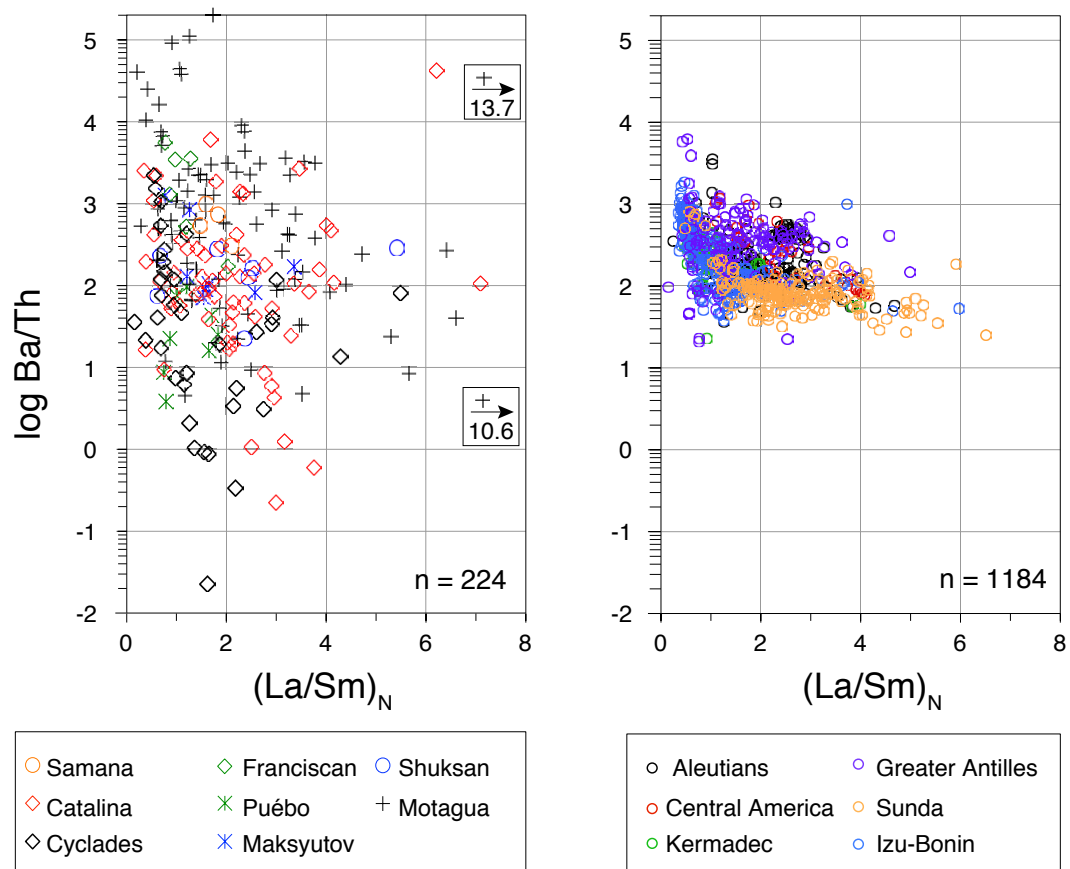 log Ba/Th
5
4
3
2
1
0
-1
-2
0
2
4
6
8
(La/Sm)N
13.7
10.6
n = 224
5
4
3
2
1
0
-1
-2
0
2
4
6
8
(La/Sm)N
n = 1184
Samana
Franciscan
Shuksan
Catalina
Puébo
Motagua
Cyclades
Maksyutov
Aleutians
Greater Antilles
Central America
Sunda
Kermadec
Izu-Bonin